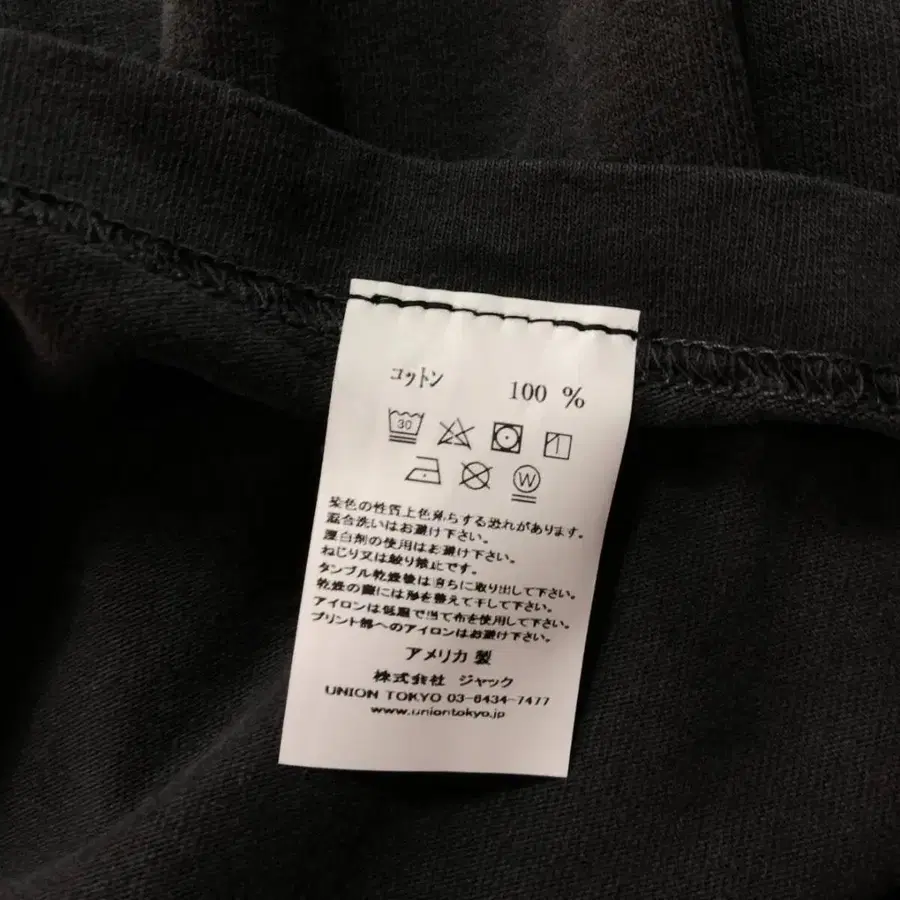 コットン 100 %
30
W
染色の性質上色落ちする恐れがあります。
混合洗いはお避け下さい。
漂白剤の使用はお避け下さい。
ねじり又は絞り禁止です。
タンブル乾燥後は直ちに取り出して下さい。
乾燥の際には形を整えて干して下さい。
アイロンは低温で当て布を使用して下さい。
プリント部へのアイロンはお避け下さい。
アメリカ 製
株式会社 ジャック
UNION TOKYO 03-6434-7477
www.uniontokyo.jp